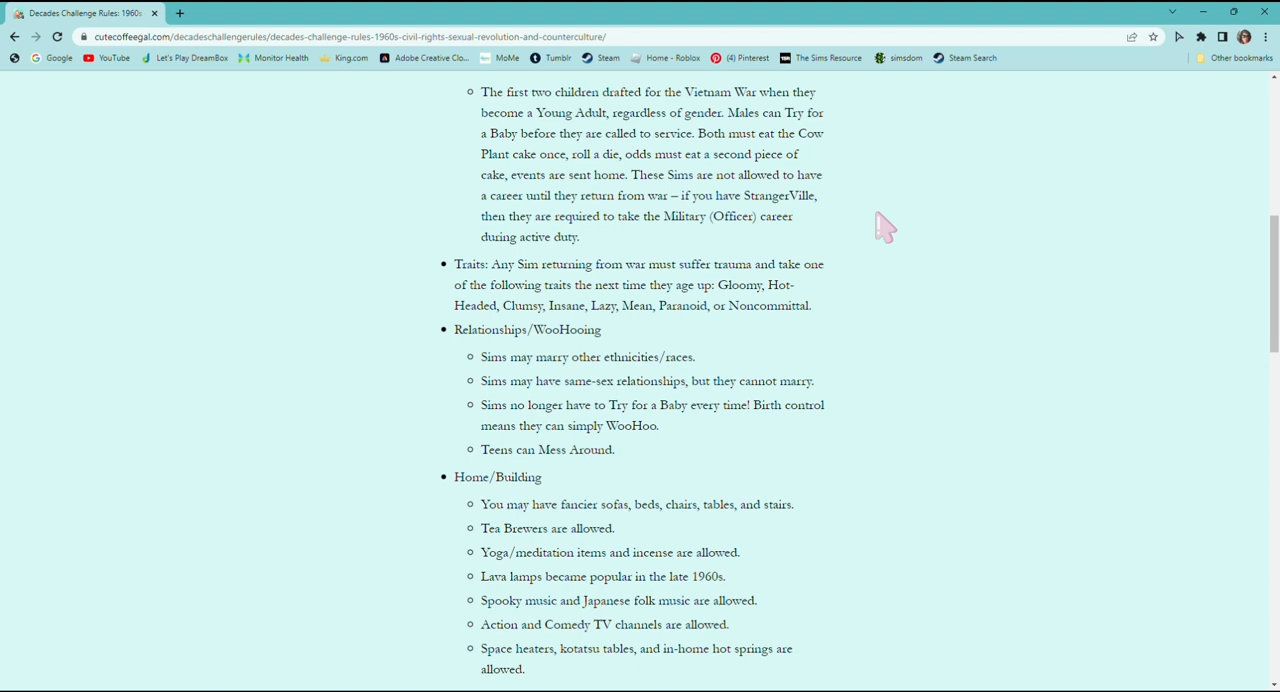 Decades Challenge Rules: 1960s
cutecoffeegal.com/decadeschallengerules/decades-challenge-rules-1960s-civil-rights-sexual-revolution-and-counterculture/
Google YouTube Let's Play DreamBox Monitor Health King.com Adobe Creative Clo... MoMe Tumblr Steam Home - Roblox (4) Pinterest The Sims Resource simsdom Steam Search Other bookmarks
The first two children drafted for the Vietnam War when they
become a Young Adult, regardless of gender. Males can Try for
a Baby before they are called to service. Both must eat the Cow
Plant cake once, roll a die, odds must eat a second piece of
cake, events are sent home. These Sims are not allowed to have
a career until they return from war – if you have StrangerVille,
then they are required to take the Military (Officer) career
during active duty.
Traits: Any Sim returning from war must suffer trauma and take one
of the following traits the next time they age up: Gloomy, Hot-
Headed, Clumsy, Insane, Lazy, Mean, Paranoid, or Noncommittal.
Relationships/WooHooing
Sims may marry other ethnicities/races.
Sims may have same-sex relationships, but they cannot marry.
Sims no longer have to Try for a Baby every time! Birth control
means they can simply WooHoo.
Teens can Mess Around.
Home/Building
You may have fancier sofas, beds, chairs, tables, and stairs.
Tea Brewers are allowed.
Yoga/meditation items and incense are allowed.
Lava lamps became popular in the late 1960s.
Spooky music and Japanese folk music are allowed.
Action and Comedy TV channels are allowed.
Space heaters, kotatsu tables, and in-home hot springs are
allowed.